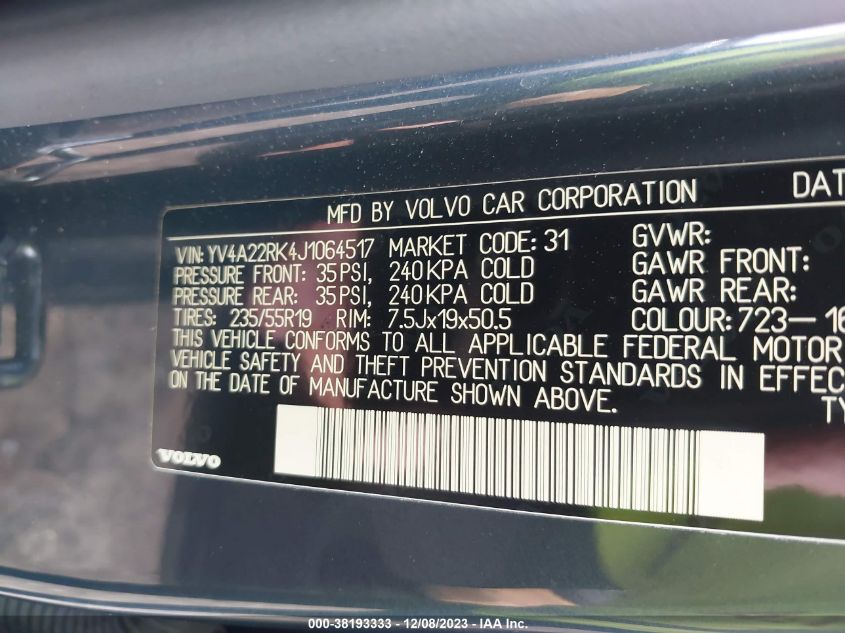 MFD BY VOLVO CAR CORPORATION DAT
VIN: YV4A22RK4J1064517 MARKET CODE: 31 GVWR:
PRESSURE FRONT: 35 PSI, 240 KPA COLD GAWR FRONT:
PRESSURE REAR: 35 PSI, 240 KPA COLD GAWR REAR:
TIRES: 235/55R19 RIM: 7.5Jx19x50.5 COLOUR: 723-16
THIS VEHICLE CONFORMS TO ALL APPLICABLE FEDERAL MOTOR
VEHICLE SAFETY AND THEFT PREVENTION STANDARDS IN EFFEC
ON THE DATE OF MANUFACTURE SHOWN ABOVE. TY
VOLVO
000-38193333 - 12/08/2023 - IAA Inc.